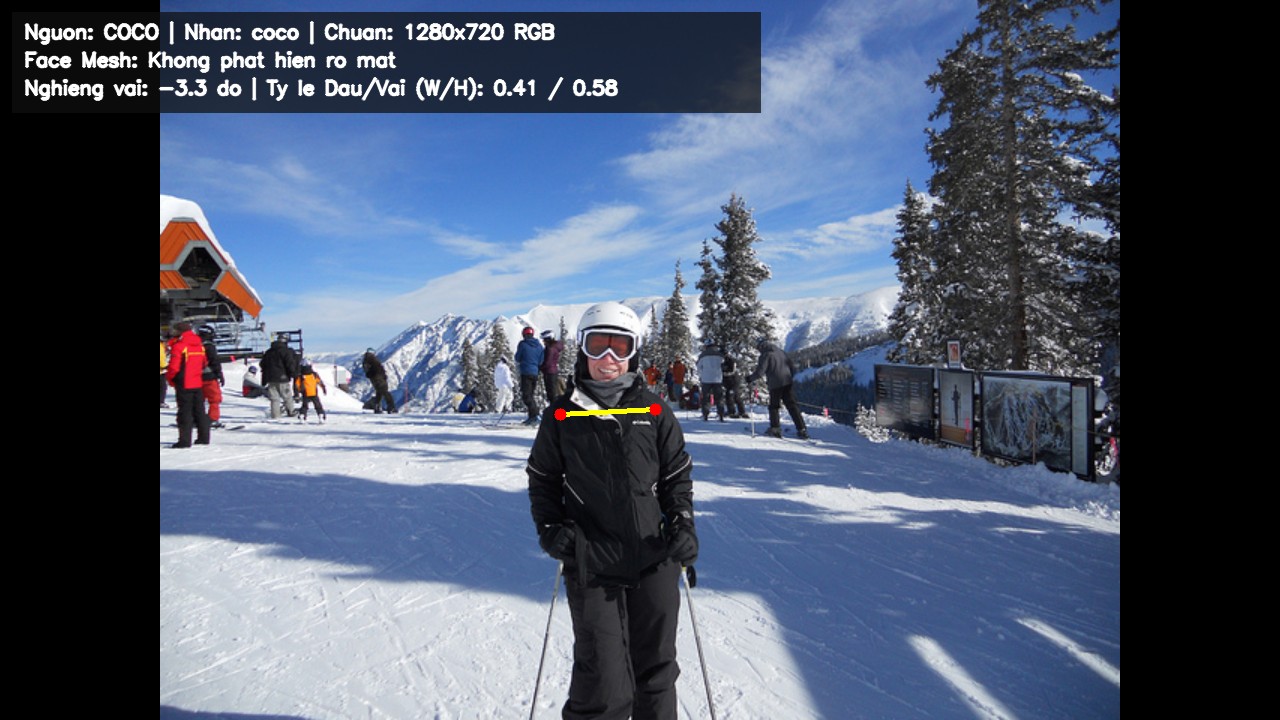 Nguon: COCO | Nhan: coco | Chuan: 1280x720 RGB
Face Mesh: Khong phat hien ro mat
Nghieng vai: -3.3 do | Ty le Dau/Vai (W/H): 0.41 / 0.58